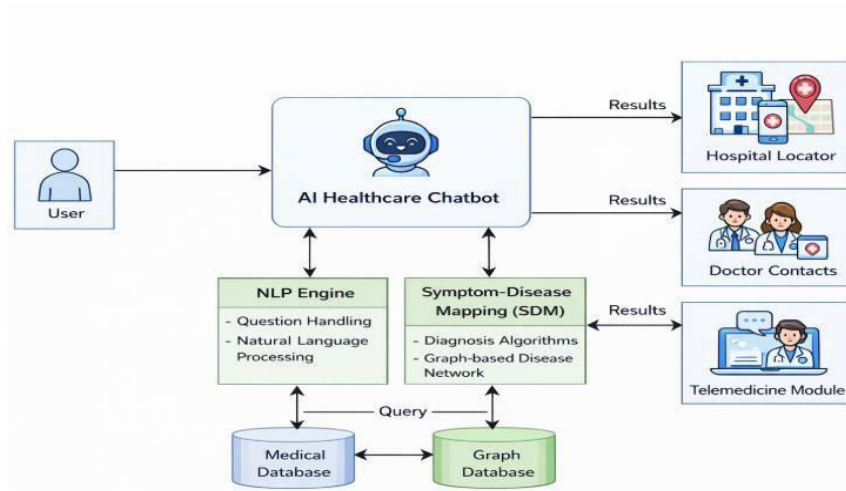 Results
Hospital Locator
AI Healthcare Chatbot
User
Results
Doctor Contacts
NLP Engine
- Question Handling
- Natural Language
Processing
Symptom-Disease
Mapping (SDM)
- Diagnosis Algorithms
- Graph-based Disease
Network
Results
Telemedicine Module
Query
Medical
Database
Graph
Database